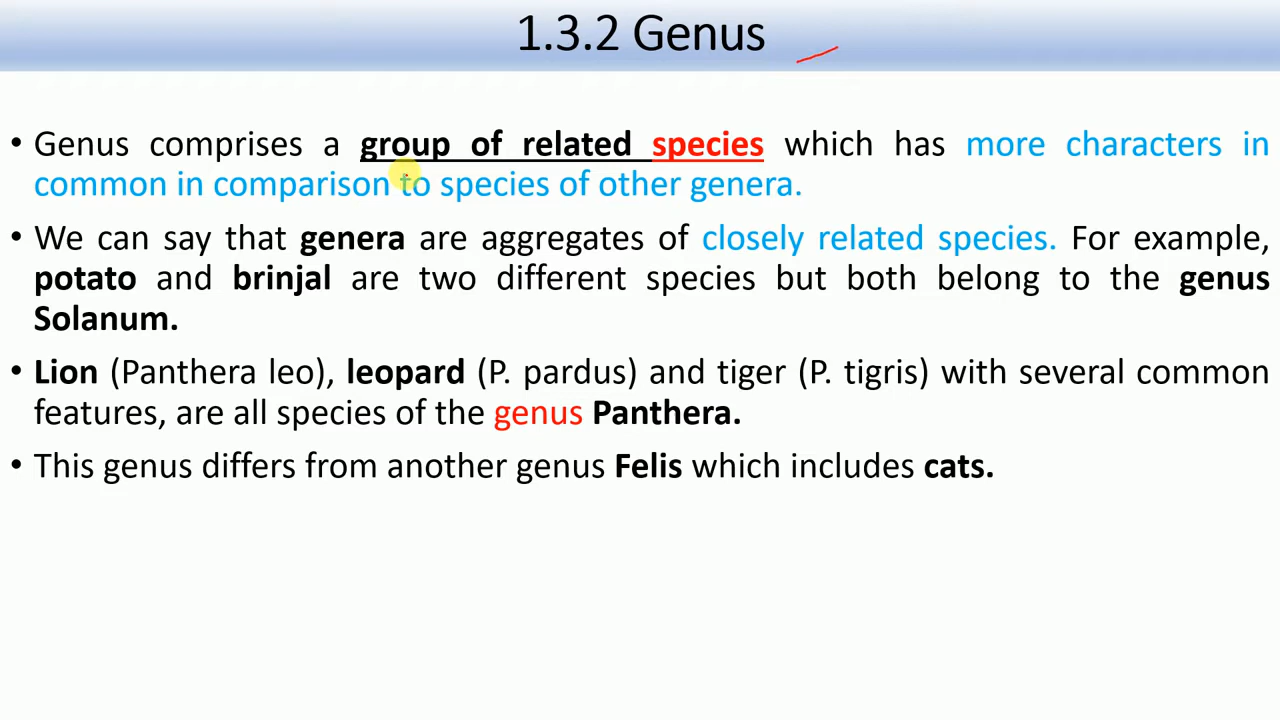 1.3.2 Genus
• Genus comprises a group of related species which has more characters in
common in comparison to species of other genera.
• We can say that genera are aggregates of closely related species. For example,
potato and brinjal are two different species but both belong to the genus
Solanum.
• Lion (Panthera leo), leopard (P. pardus) and tiger (P. tigris) with several common
features, are all species of the genus Panthera.
• This genus differs from another genus Felis which includes cats.